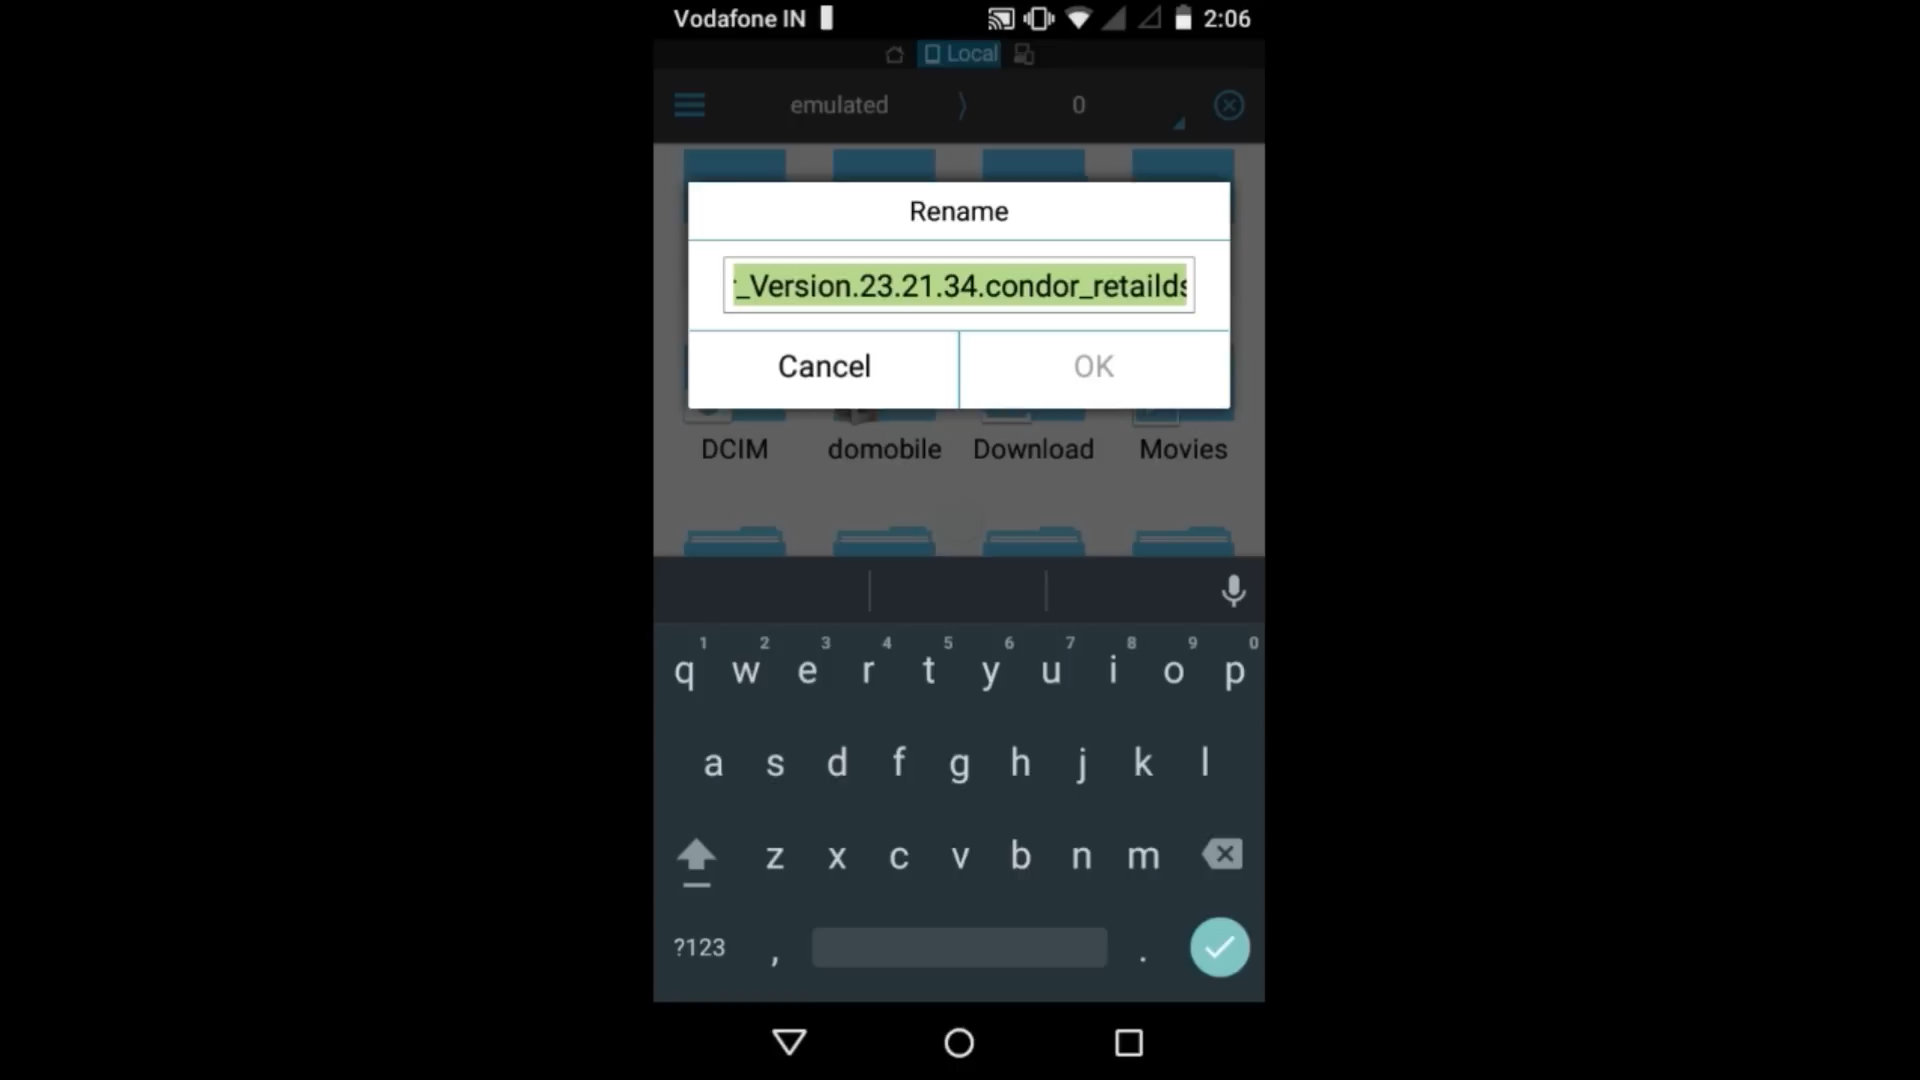 Vodafone IN 2:06
Local
emulated 0
Rename
_Version.23.21.34.condor_retailds
Cancel OK
DCIM domobile Download Movies
1 2 3 4 5 6 7 8 9 0
q w e r t y u i o p
a s d f g h j k l
z x c v b n m
?123 , .